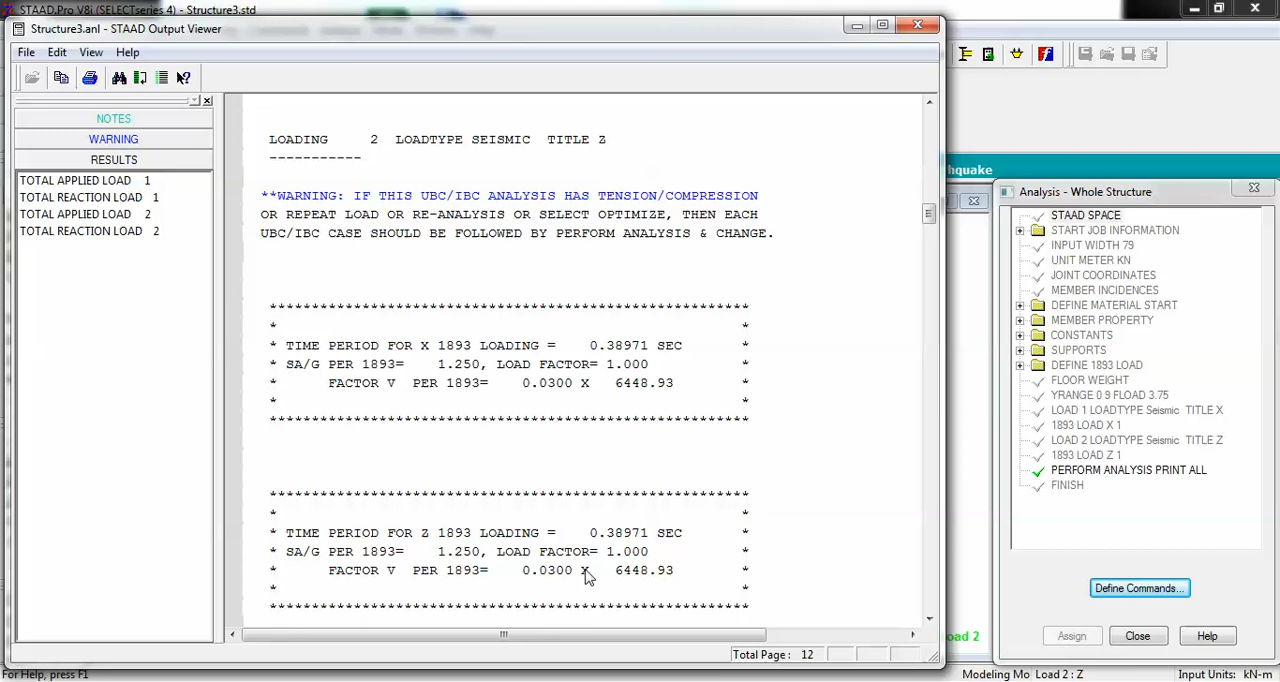 STAAD.Pro V8i (SELECTseries 4) - Structure3.std
Structure3.anl - STAAD Output Viewer
File Edit View Help
NOTES
WARNING
RESULTS
TOTAL APPLIED LOAD 1
TOTAL REACTION LOAD 1
TOTAL APPLIED LOAD 2
TOTAL REACTION LOAD 2
LOADING 2 LOADTYPE SEISMIC TITLE Z
-----------
**WARNING: IF THIS UBC/IBC ANALYSIS HAS TENSION/COMPRESSION
OR REPEAT LOAD OR RE-ANALYSIS OR SELECT OPTIMIZE, THEN EACH
UBC/IBC CASE SHOULD BE FOLLOWED BY PERFORM ANALYSIS & CHANGE.
*********************************************************
* *
* TIME PERIOD FOR X 1893 LOADING = 0.38971 SEC *
* SA/G PER 1893= 1.250, LOAD FACTOR= 1.000 *
* FACTOR V PER 1893= 0.0300 X 6448.93 *
* *
*********************************************************
*********************************************************
* *
* TIME PERIOD FOR Z 1893 LOADING = 0.38971 SEC *
* SA/G PER 1893= 1.250, LOAD FACTOR= 1.000 *
* FACTOR V PER 1893= 0.0300 X 6448.93 *
* *
*********************************************************
Total Page: 12
For Help, press F1
hquake
Analysis - Whole Structure
STAAD SPACE
START JOB INFORMATION
INPUT WIDTH 79
UNIT METER KN
JOINT COORDINATES
MEMBER INCIDENCES
DEFINE MATERIAL START
MEMBER PROPERTY
CONSTANTS
SUPPORTS
DEFINE 1893 LOAD
FLOOR WEIGHT
YRANGE 0 9 FLOAD 3.75
LOAD 1 LOADTYPE Seismic TITLE X
1893 LOAD X 1
LOAD 2 LOADTYPE Seismic TITLE Z
1893 LOAD Z 1
PERFORM ANALYSIS PRINT ALL
FINISH
Define Commands...
Assign Close Help
oad 2
Modeling Mo Load 2 : Z Input Units: kN-m